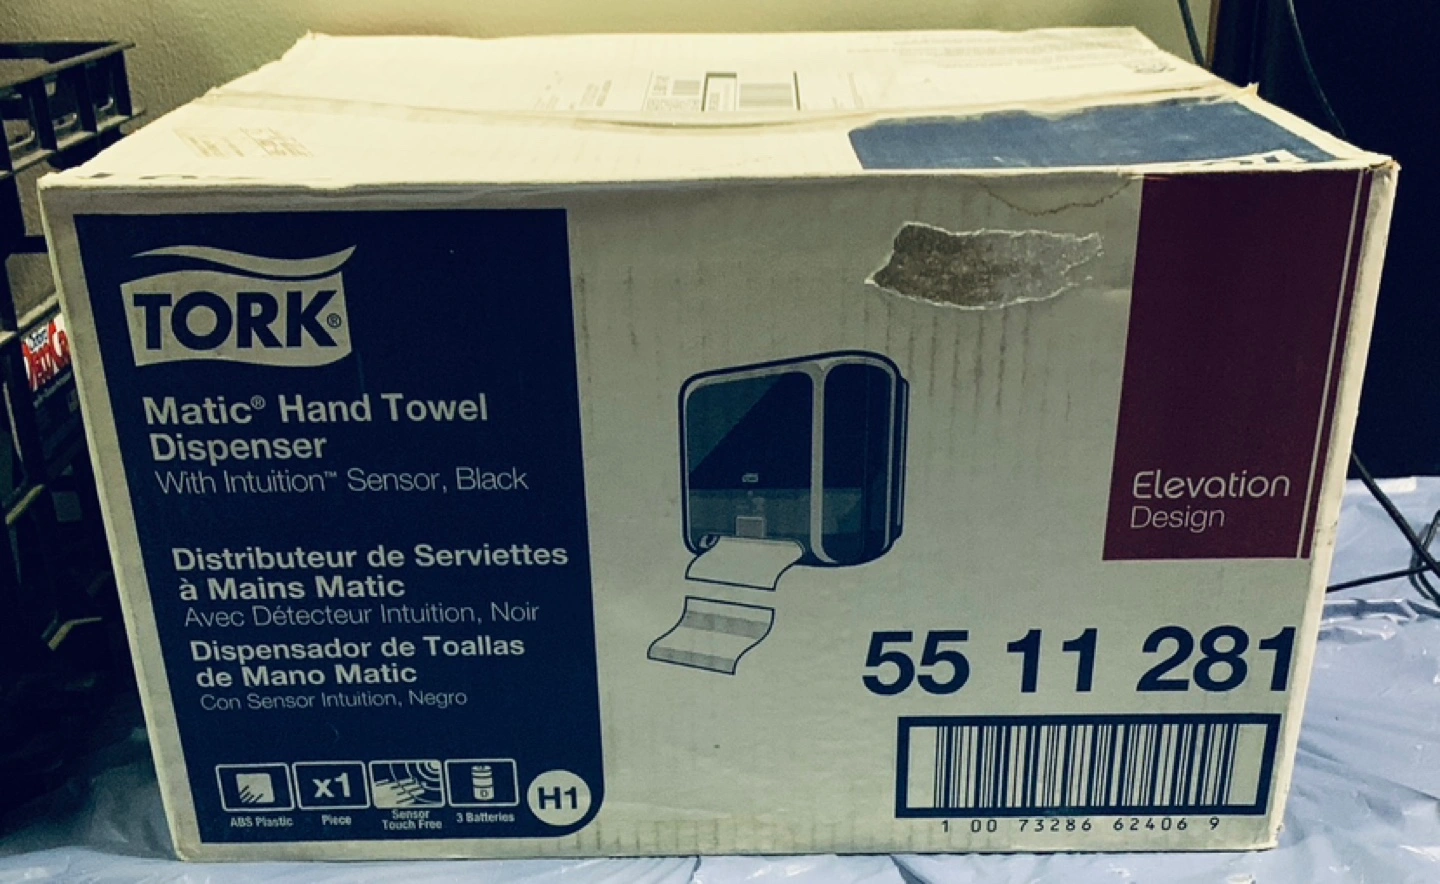 TORK®
Matic® Hand Towel
Dispenser
With Intuition™ Sensor, Black
Distributeur de Serviettes
à Mains Matic
Avec Détecteur Intuition, Noir
Dispensador de Toallas
de Mano Matic
Con Sensor Intuition, Negro
ABS Plastic
x1
Piece
Sensor
Touch Free
D
3 Batteries
H1
Elevation
Design
55 11 281
1 00 73286 62406 9